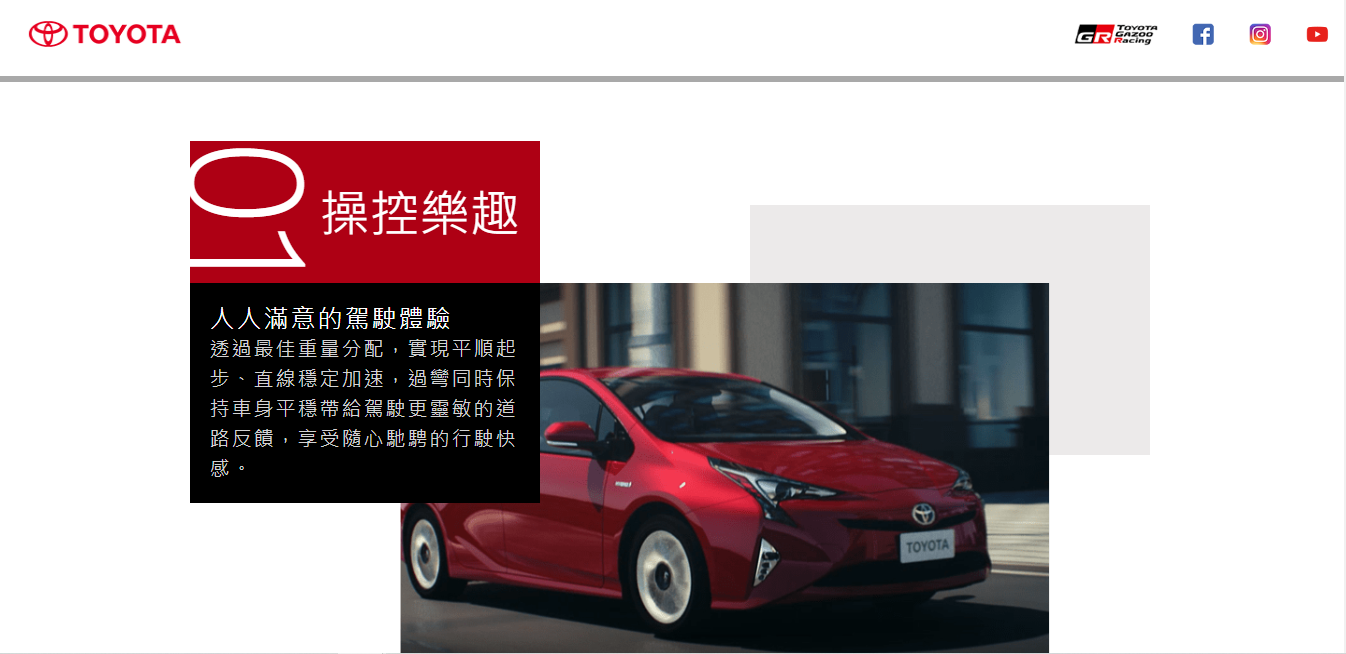 TOYOTA
GR TOYOTA
GAZOO
Racing
01
操控樂趣
人人滿意的駕駛體驗
透過最佳重量分配，實現平順起
步、直線穩定加速，過彎同時保
持車身平穩帶給駕駛更靈敏的道
路反饋，享受隨心馳騁的行駛快
感。
TOYOTA